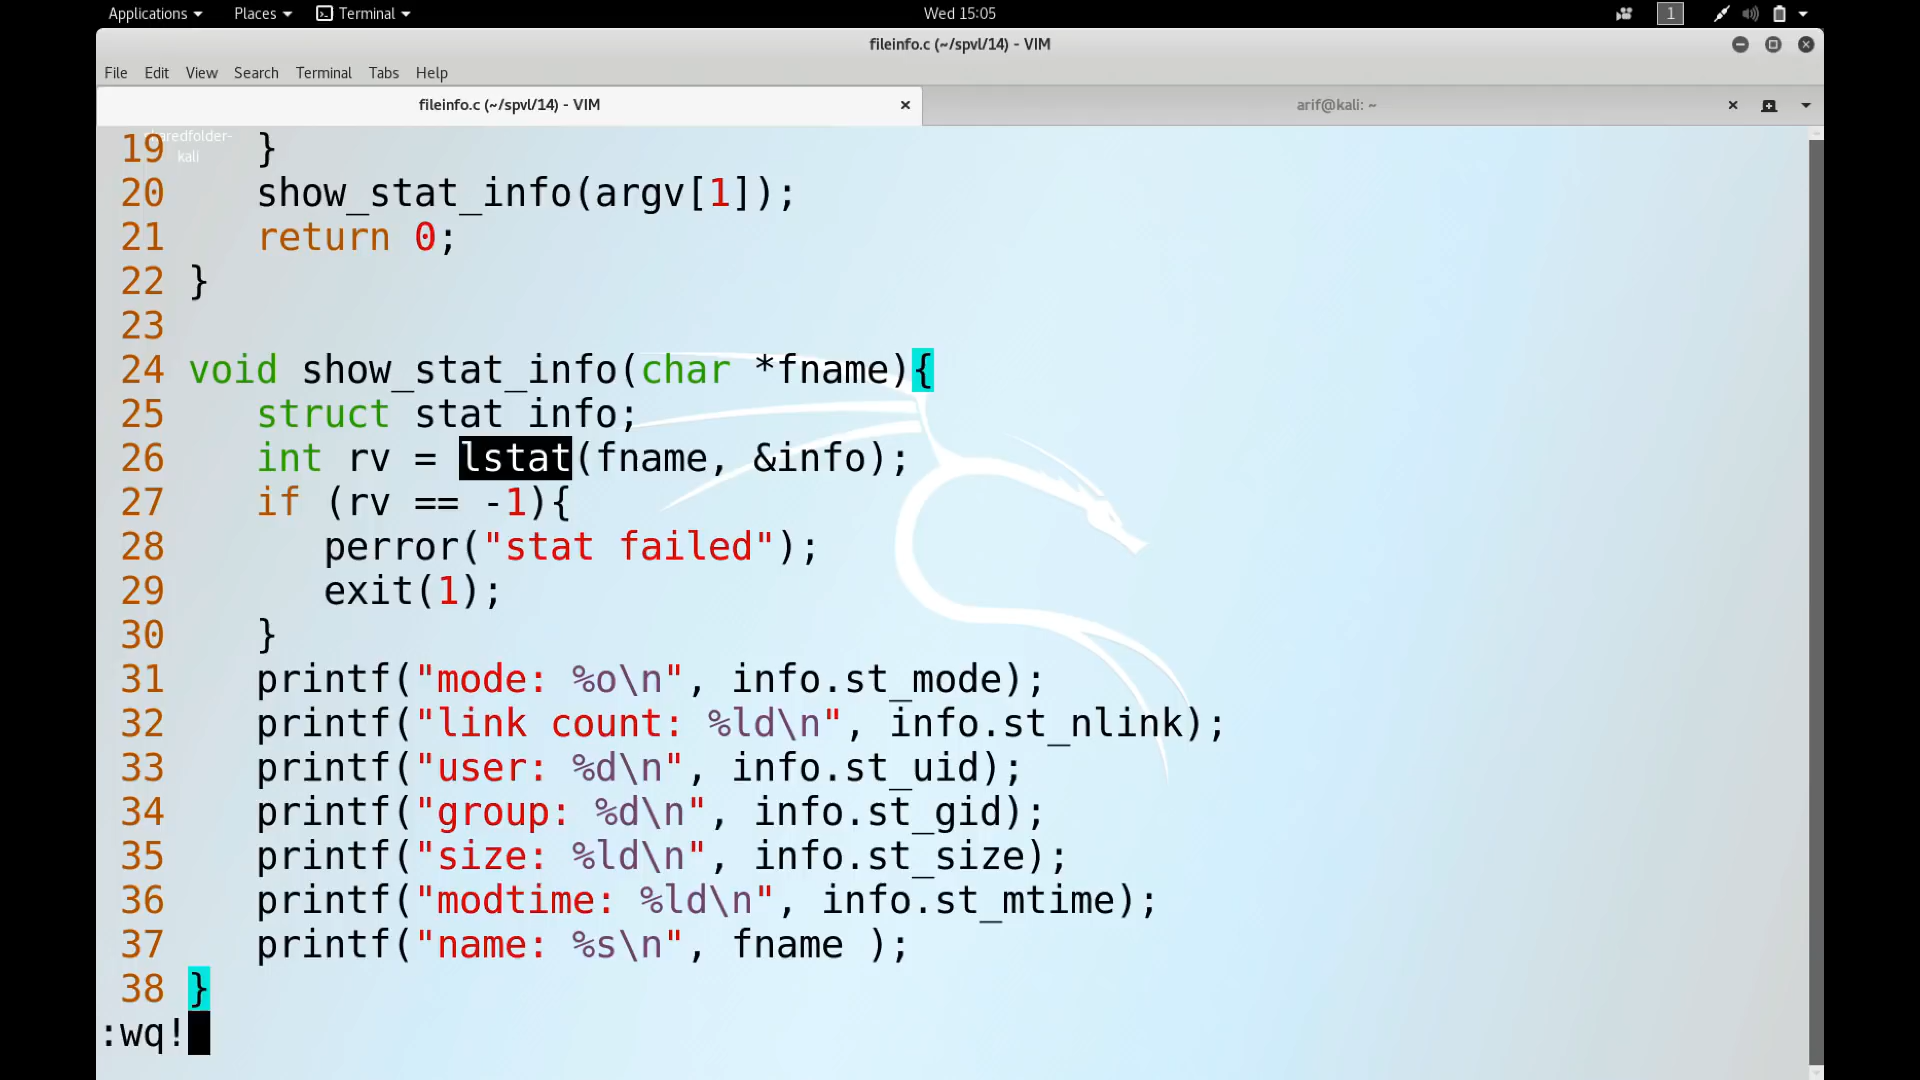 Applications Places Terminal Wed 15:05 1
fileinfo.c (~/spvl/14) - VIM
File Edit View Search Terminal Tabs Help
fileinfo.c (~/spvl/14) - VIM arif@kali: ~
sharedfolder-
kali
19 }
20 show_stat_info(argv[1]);
21 return 0;
22 }
23
24 void show_stat_info(char *fname){
25 struct stat info;
26 int rv = lstat(fname, &info);
27 if (rv == -1){
28 perror("stat failed");
29 exit(1);
30 }
31 printf("mode: %o\n", info.st_mode);
32 printf("link count: %ld\n", info.st_nlink);
33 printf("user: %d\n", info.st_uid);
34 printf("group: %d\n", info.st_gid);
35 printf("size: %ld\n", info.st_size);
36 printf("modtime: %ld\n", info.st_mtime);
37 printf("name: %s\n", fname );
38 }
:wq!